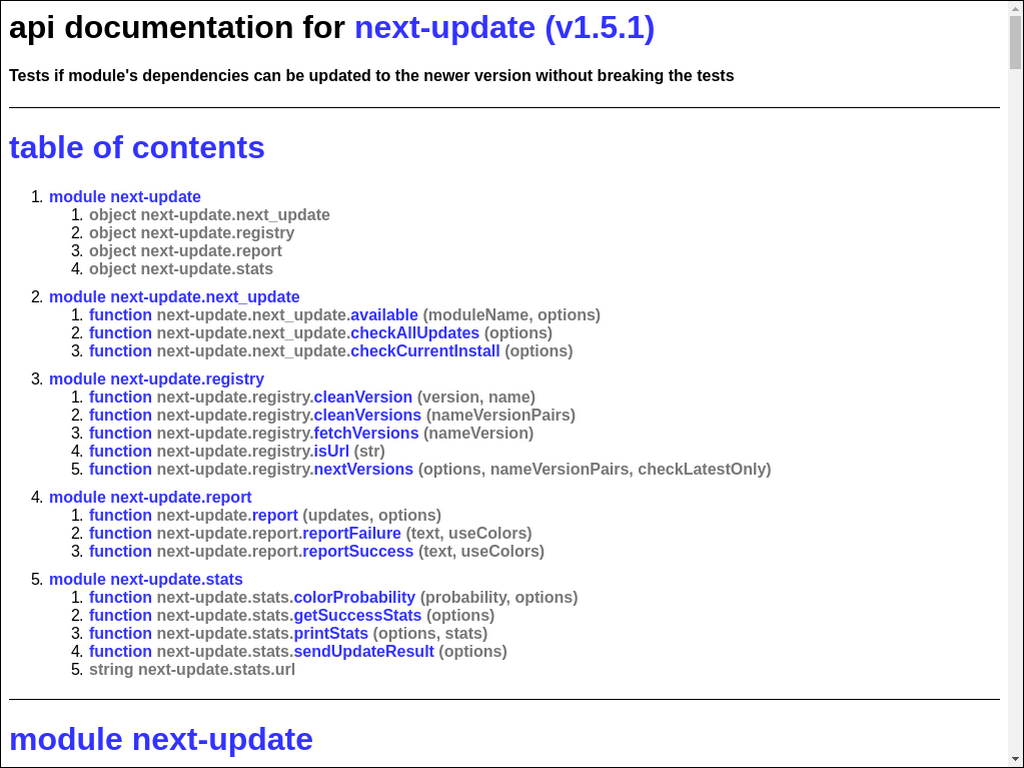 api documentation for next-update (v1.5.1)
Tests if module's dependencies can be updated to the newer version without breaking the tests
table of contents
1. module next-update
1. object next-update.next_update
2. object next-update.registry
3. object next-update.report
4. object next-update.stats
2. module next-update.next_update
1. function next-update.next_update.available (moduleName, options)
2. function next-update.next_update.checkAllUpdates (options)
3. function next-update.next_update.checkCurrentInstall (options)
3. module next-update.registry
1. function next-update.registry.cleanVersion (version, name)
2. function next-update.registry.cleanVersions (nameVersionPairs)
3. function next-update.registry.fetchVersions (nameVersion)
4. function next-update.registry.isUrl (str)
5. function next-update.registry.nextVersions (options, nameVersionPairs, checkLatestOnly)
4. module next-update.report
1. function next-update.report (updates, options)
2. function next-update.report.reportFailure (text, useColors)
3. function next-update.report.reportSuccess (text, useColors)
5. module next-update.stats
1. function next-update.stats.colorProbability (probability, options)
2. function next-update.stats.getSuccessStats (options)
3. function next-update.stats.printStats (options, stats)
4. function next-update.stats.sendUpdateResult (options)
5. string next-update.stats.url
module next-update